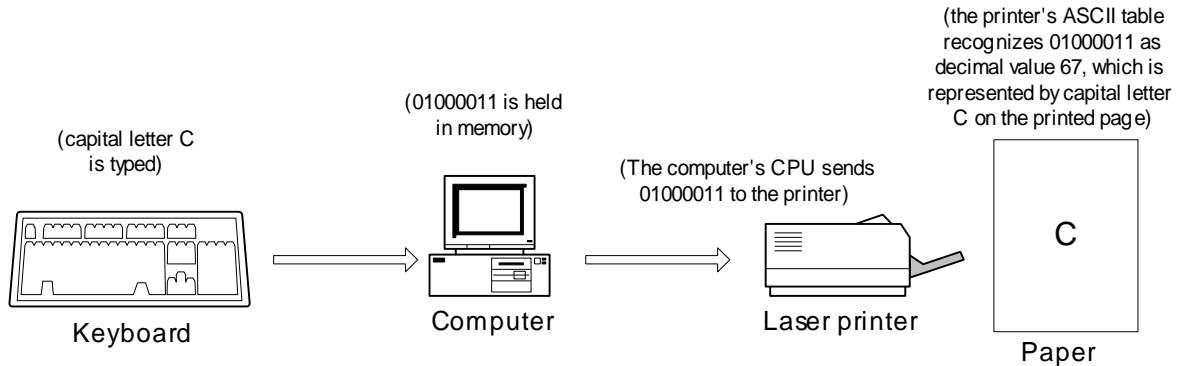 (capital letter C
is typed)
Keyboard
(01000011 is held
in memory)
Computer
(The computer's CPU sends
01000011 to the printer)
Laser printer
(the printer's ASCII table
recognizes 01000011 as
decimal value 67, which is
represented by capital letter
C on the printed page)
C
Paper